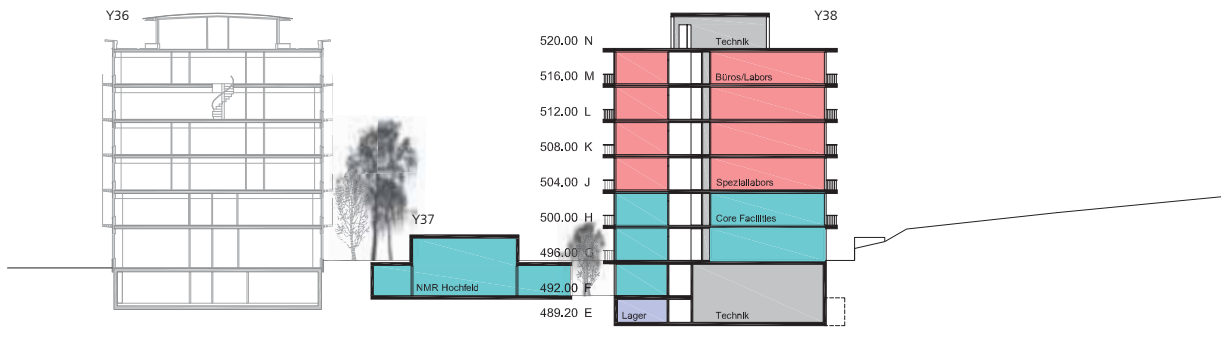 Y36
Y38
520.00 N
Technik
516.00 M
Büros/Labors
512.00 L
508.00 K
504.00 J
Speziallabors
Y37
500.00 H
Core Facilities
496.00 G
NMR Hochfeld
492.00 F
489.20 E
Lager
Technik